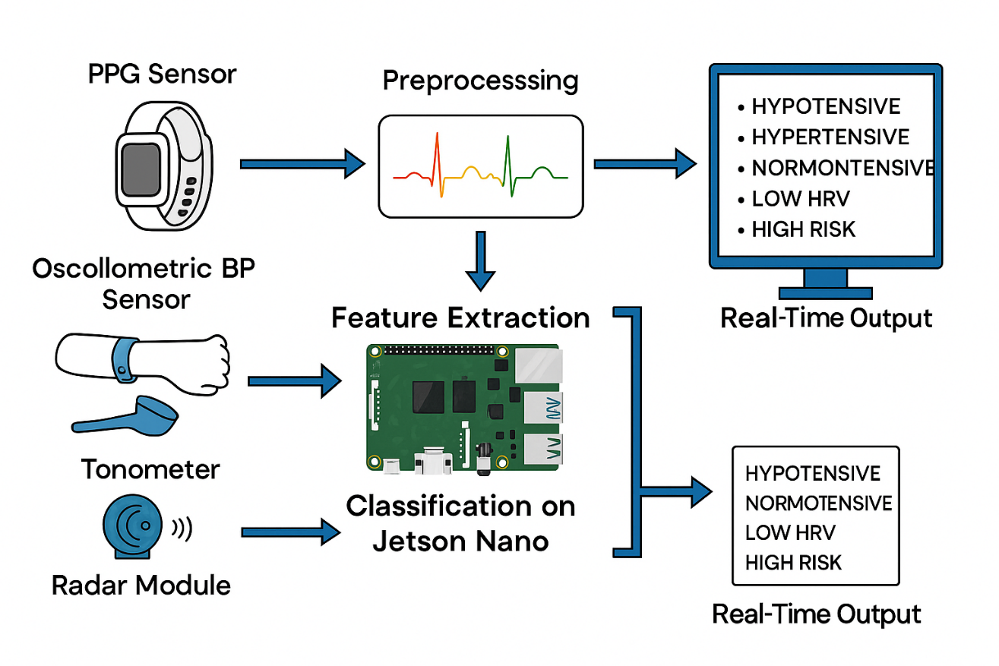 PPG Sensor
Preprocesssing
• HYPOTENSIVE
• HYPERTENSIVE
• NORMONTENSIVE
• LOW HRV
• HIGH RISK
Real-Time Output
Oscollometric BP
Sensor
Feature Extraction
Tonometer
Classification on
Jetson Nano
Radar Module
HYPOTENSIVE
NORMOTENSIVE
LOW HRV
HIGH RISK
Real-Time Output